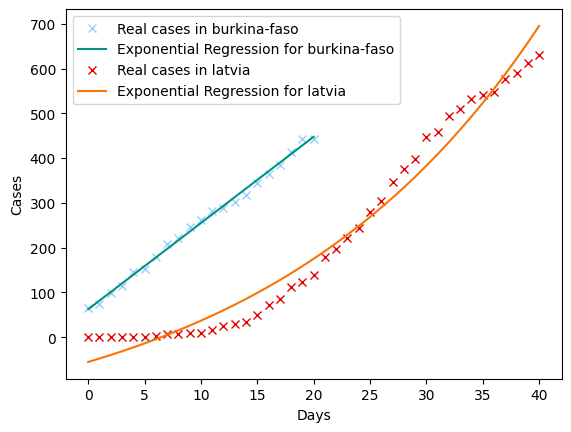 Real cases in burkina-faso
Exponential Regression for burkina-faso
Real cases in latvia
Exponential Regression for latvia
700
600
500
400
300
200
100
0
Cases
0 5 10 15 20 25 30 35 40
Days